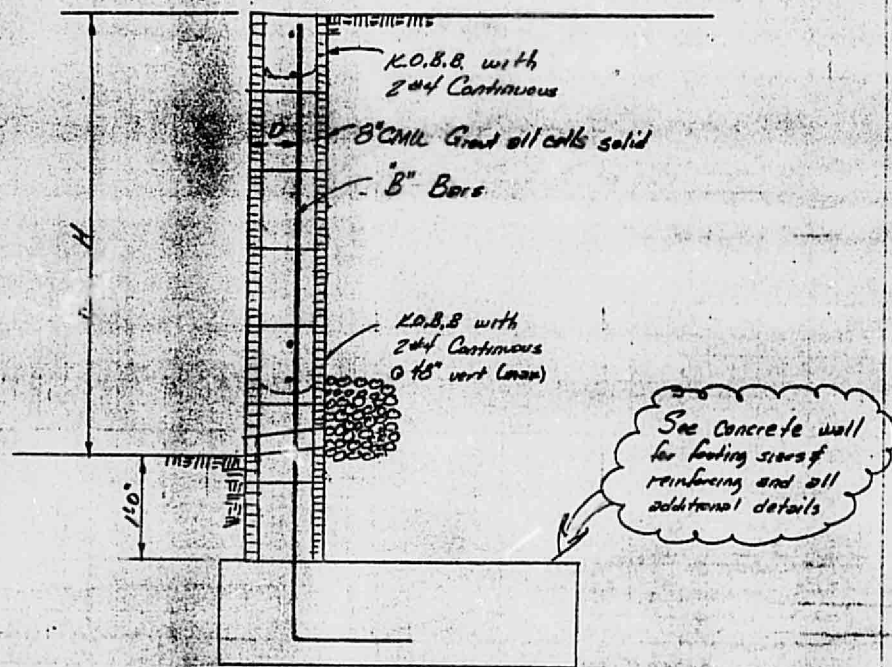 K.O.B.B. with
2 #4 Continuous
D
8" CMU Grout all cells solid
"B" Bars
H
K.O.B.B with
2 #4 Continuous
@ 48" vert (max)
See Concrete wall
for footing sizes &
reinforcing and all
additional details
1'-0"